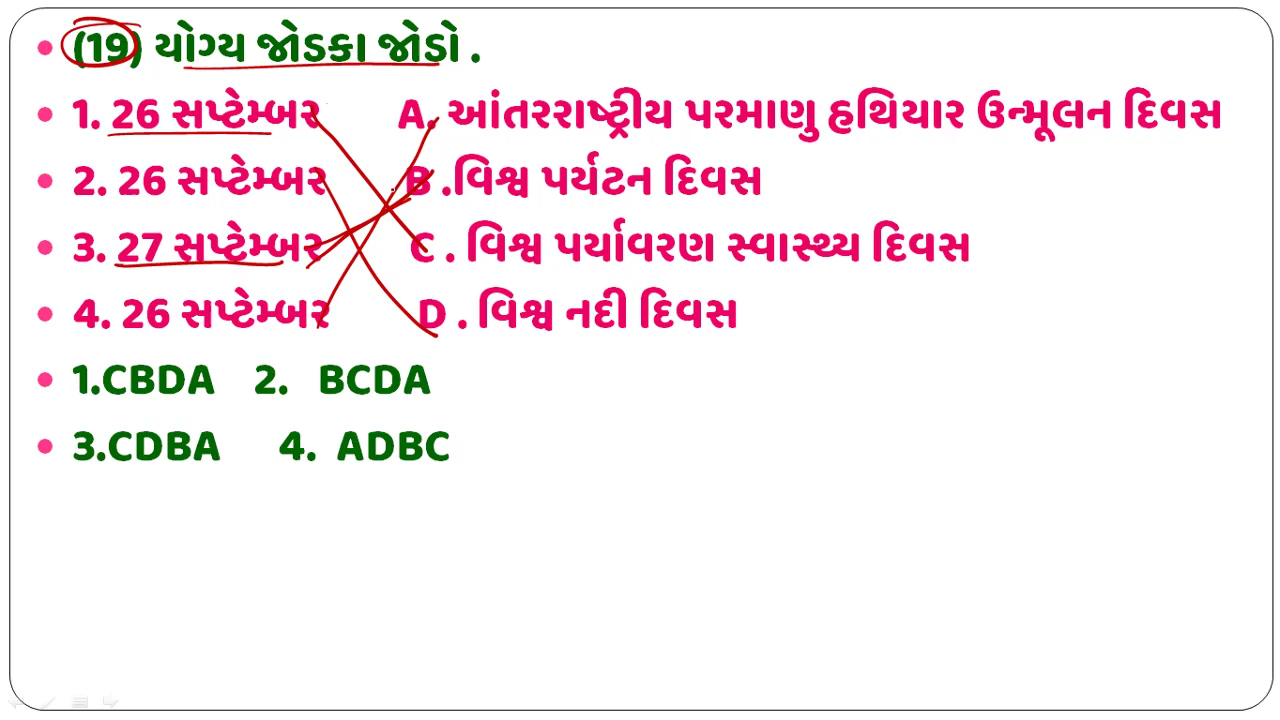 (19) યોગ્ય જોડકા જોડો .
1. 26 સપ્ટેમ્બર A. આંતરરાષ્ટ્રીય પરમાણુ હથિયાર ઉન્મૂલન દિવસ
2. 26 સપ્ટેમ્બર B .વિશ્વ પર્યટન દિવસ
3. 27 સપ્ટેમ્બર C . વિશ્વ પર્યાવરણ સ્વાસ્થ્ય દિવસ
4. 26 સપ્ટેમ્બર D . વિશ્વ નદી દિવસ
1.CBDA 2. BCDA
3.CDBA 4. ADBC